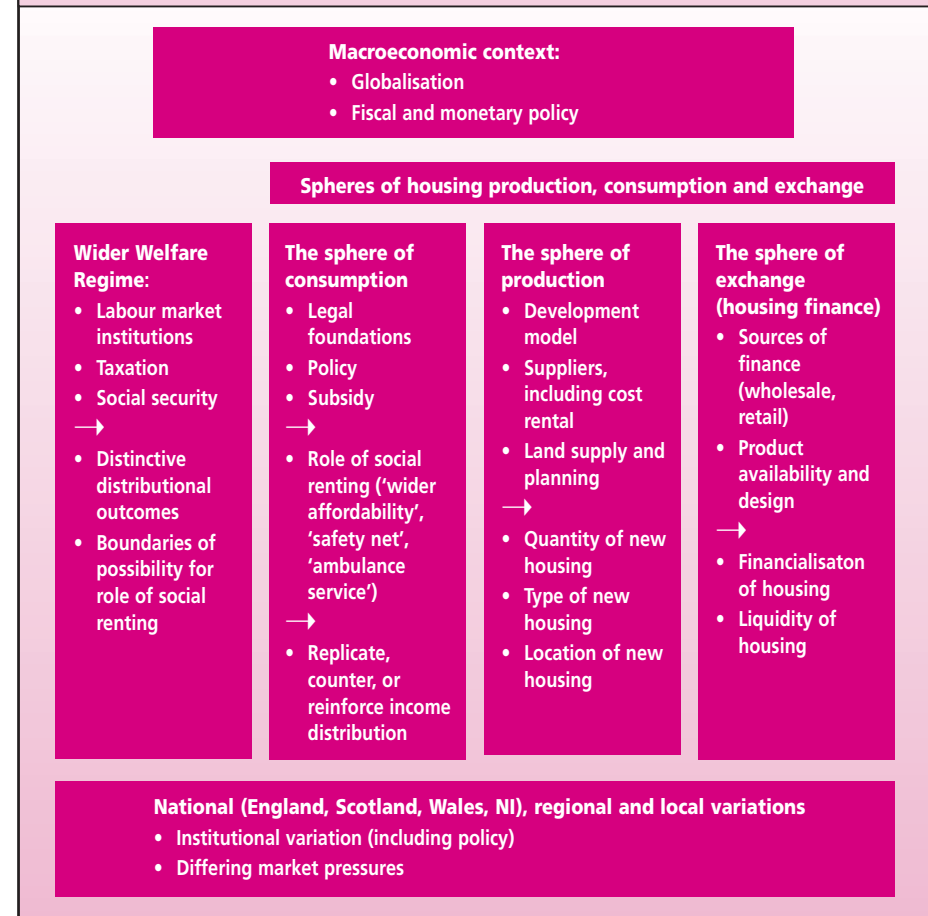 Macroeconomic context:
• Globalisation
• Fiscal and monetary policy
Spheres of housing production, consumption and exchange
Wider Welfare
Regime:
• Labour market
institutions
• Taxation
• Social security
→
• Distinctive
distributional
outcomes
• Boundaries of
possibility for
role of social
renting
The sphere of
consumption
• Legal
foundations
• Policy
• Subsidy
→
• Role of social
renting (‘wider
affordability’,
‘safety net’,
‘ambulance
service’)
→
• Replicate,
counter, or
reinforce income
distribution
The sphere of
production
• Development
model
• Suppliers,
including cost
rental
• Land supply and
planning
→
• Quantity of new
housing
• Type of new
housing
• Location of new
housing
The sphere of
exchange
(housing finance)
• Sources of
finance
(wholesale,
retail)
• Product
availability and
design
→
• Financialisaton
of housing
• Liquidity of
housing
National (England, Scotland, Wales, NI), regional and local variations
• Institutional variation (including policy)
• Differing market pressures